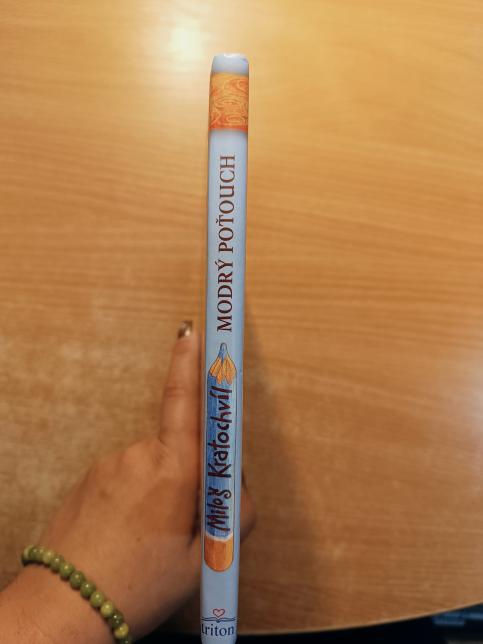 MODRÝ POŤOUCH
Miloš Kratochvíl
triton